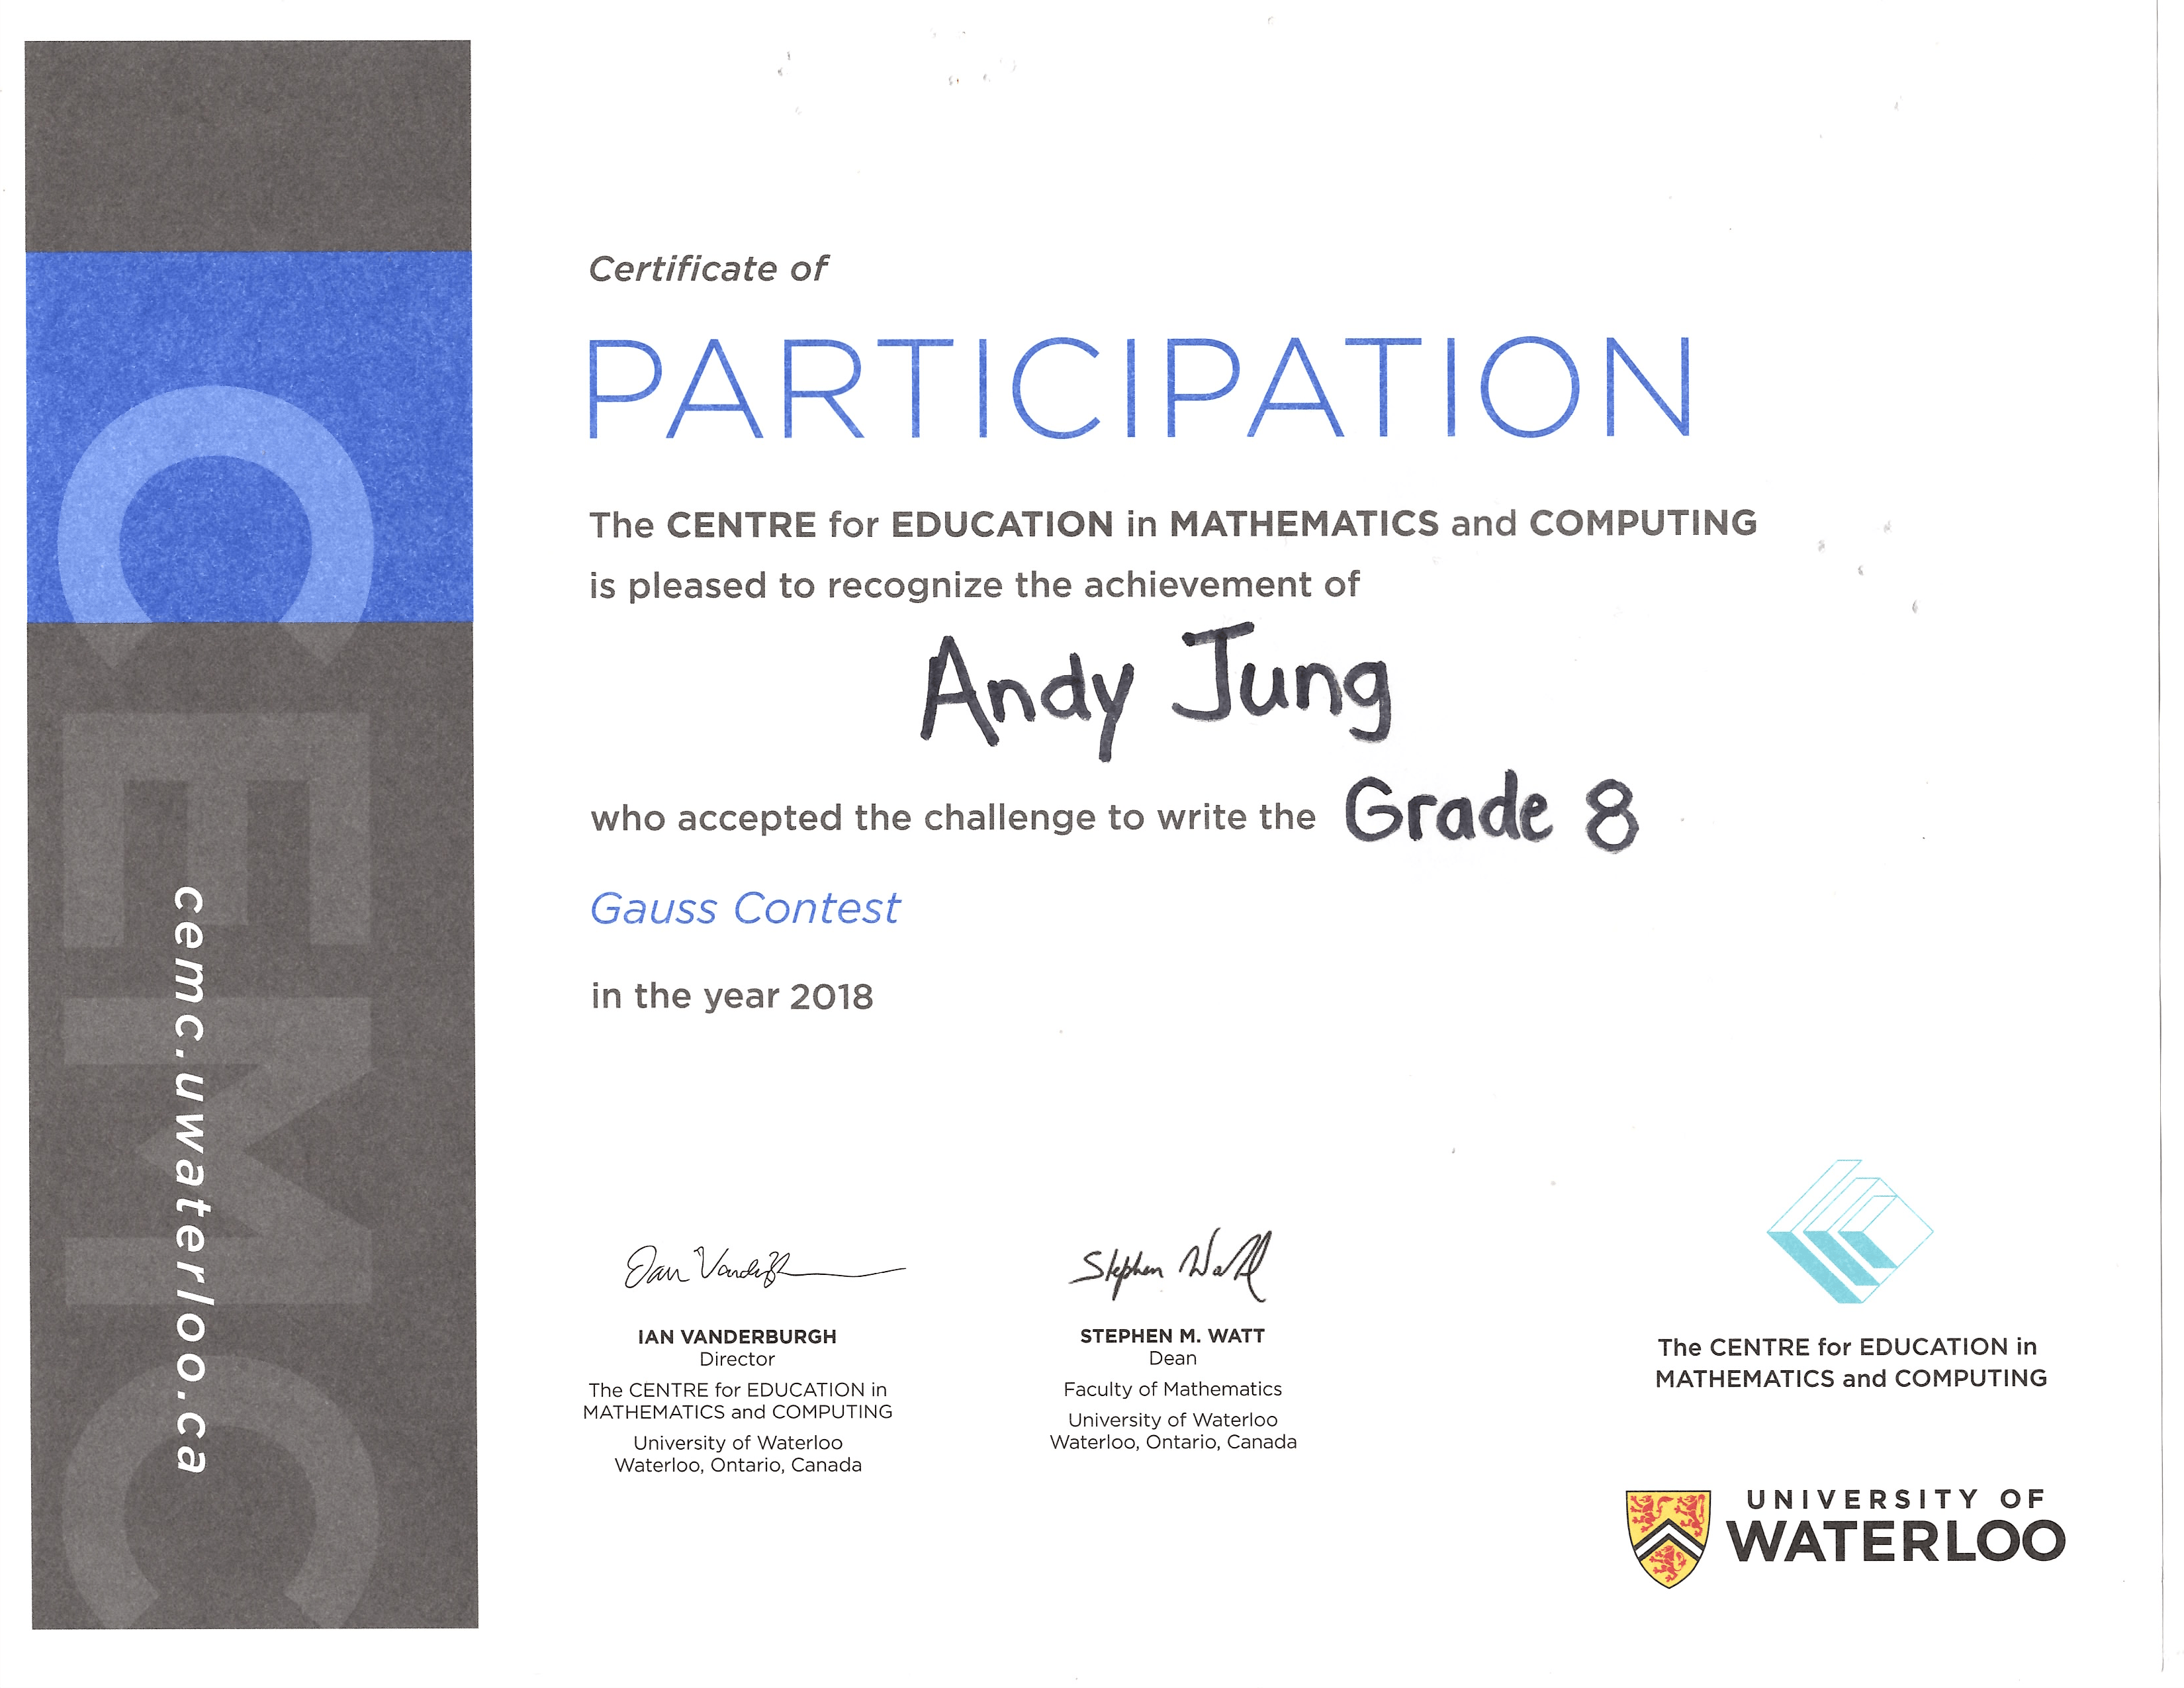 Certificate of
PARTICIPATION
The CENTRE for EDUCATION in MATHEMATICS and COMPUTING
is pleased to recognize the achievement of
Andy Jung
who accepted the challenge to write the Grade 8
Gauss Contest
in the year 2018
CEMC
cemc.uwaterloo.ca
Ian Vanderburgh
IAN VANDERBURGH
Director
The CENTRE for EDUCATION in
MATHEMATICS and COMPUTING
University of Waterloo
Waterloo, Ontario, Canada
Stephen Watt
STEPHEN M. WATT
Dean
Faculty of Mathematics
University of Waterloo
Waterloo, Ontario, Canada
The CENTRE for EDUCATION in
MATHEMATICS and COMPUTING
UNIVERSITY OF
WATERLOO